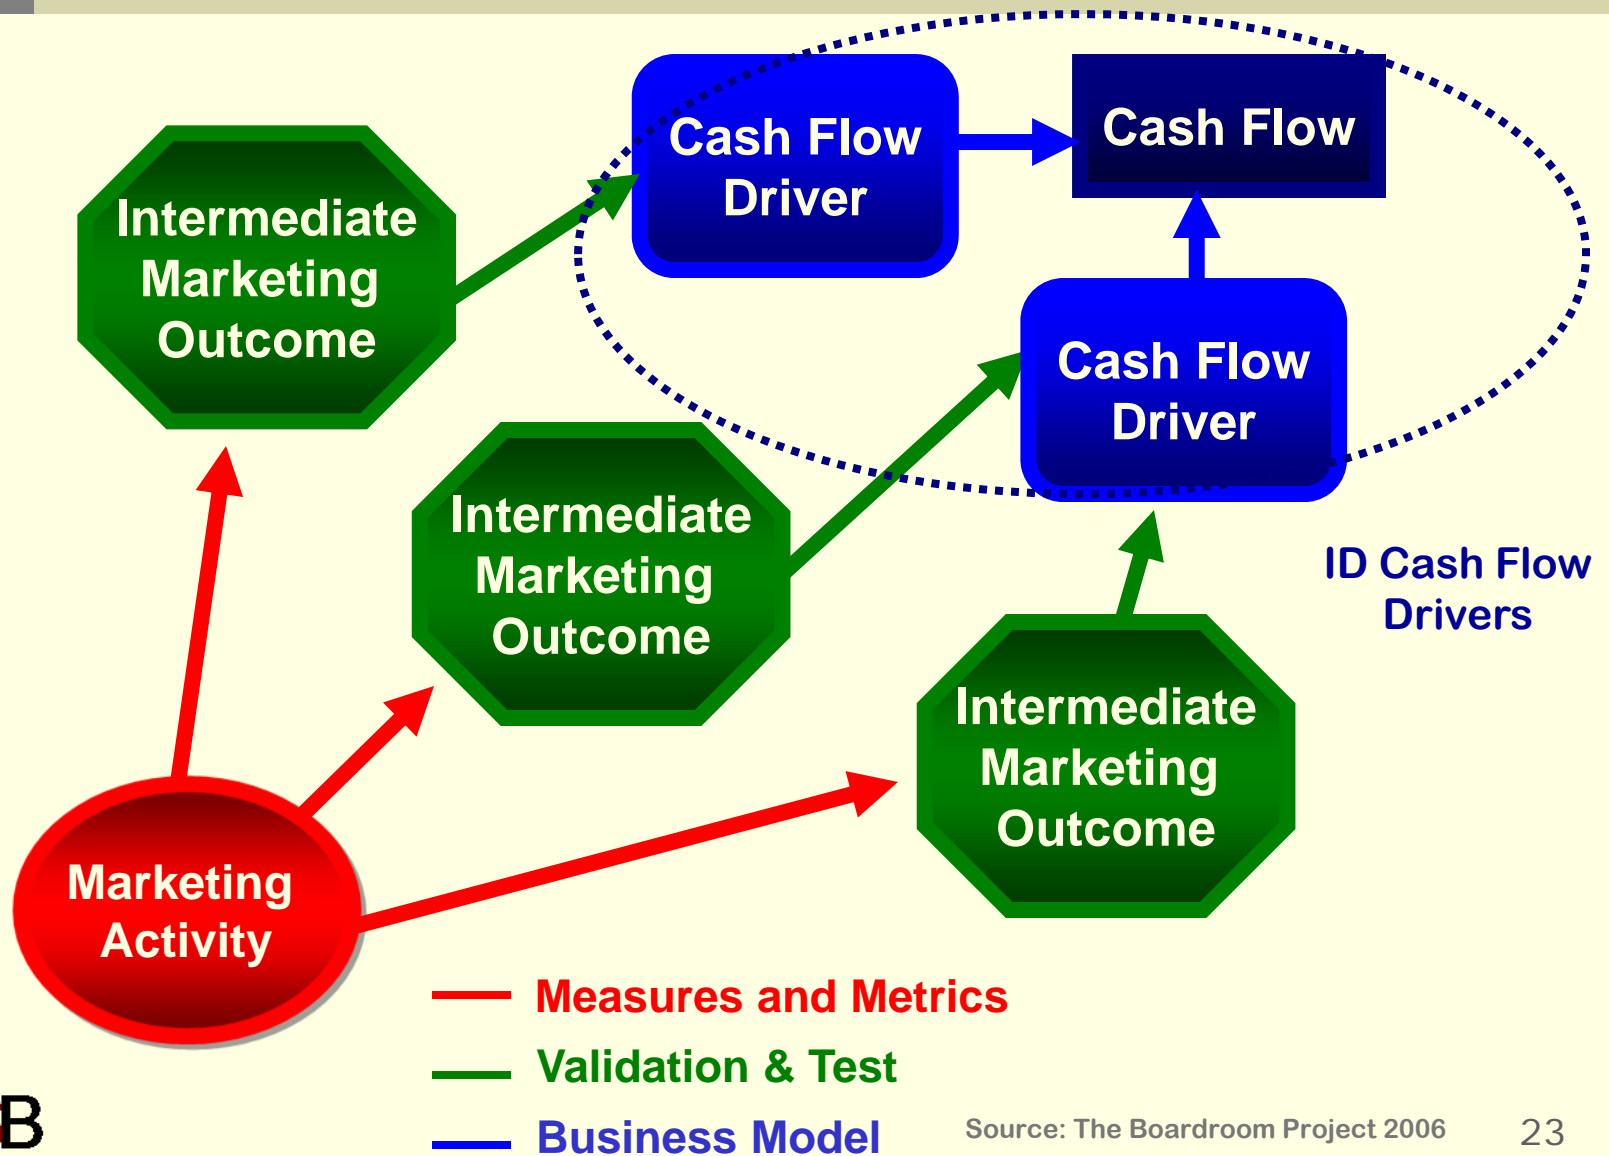 Cash Flow
Driver
Cash Flow
Intermediate
Marketing
Outcome
Cash Flow
Driver
Intermediate
Marketing
Outcome
ID Cash Flow
Drivers
Intermediate
Marketing
Outcome
Marketing
Activity
Measures and Metrics
Validation & Test
Business Model
B
Source: The Boardroom Project 2006
23